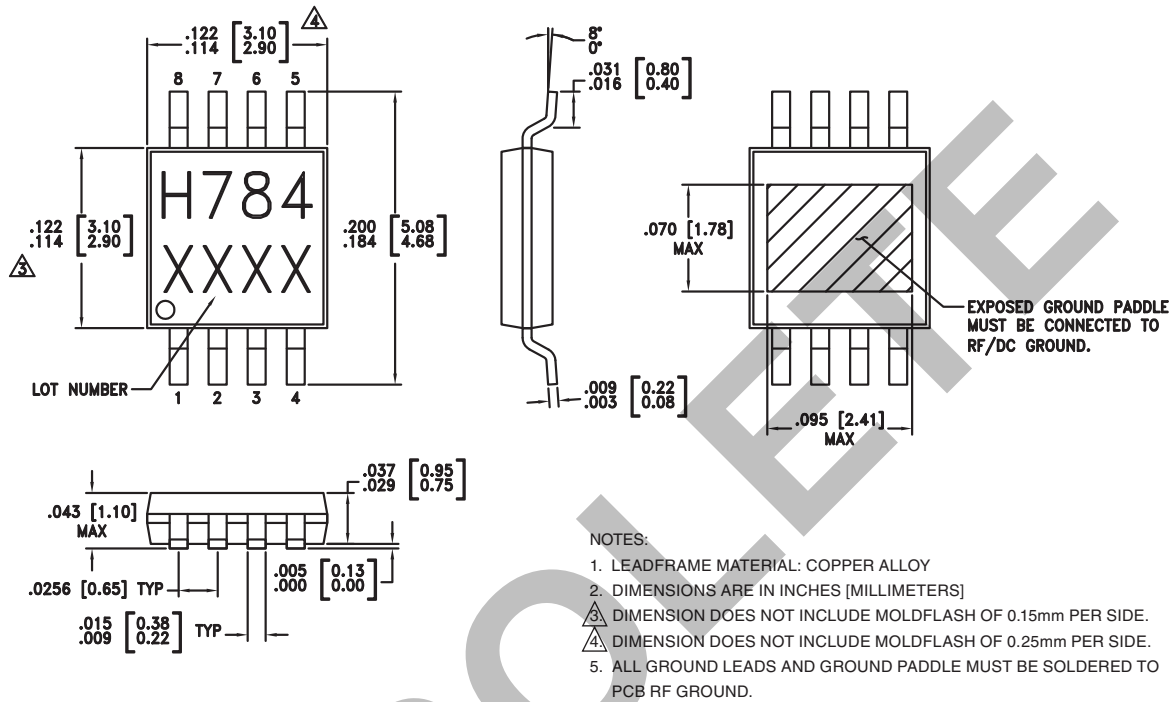 .122 [3.10]
.114 [2.90]
4
8 7 6 5
H784
XXXX
.122 [3.10]
.114 [2.90]
3
.200 [5.08]
.184 [4.68]
LOT NUMBER
1 2 3 4
8°
0°
.031 [0.80]
.016 [0.40]
.009 [0.22]
.003 [0.08]
.070 [1.78]
MAX
EXPOSED GROUND PADDLE
MUST BE CONNECTED TO
RF/DC GROUND.
.095 [2.41]
MAX
.037 [0.95]
.029 [0.75]
.043 [1.10]
MAX
.005 [0.13]
.000 [0.00]
.0256 [0.65] TYP
.015 [0.38]
.009 [0.22] TYP
NOTES:
1. LEADFRAME MATERIAL: COPPER ALLOY
2. DIMENSIONS ARE IN INCHES [MILLIMETERS]
3. DIMENSION DOES NOT INCLUDE MOLDFLASH OF 0.15mm PER SIDE.
4. DIMENSION DOES NOT INCLUDE MOLDFLASH OF 0.25mm PER SIDE.
5. ALL GROUND LEADS AND GROUND PADDLE MUST BE SOLDERED TO
PCB RF GROUND.
OLETE